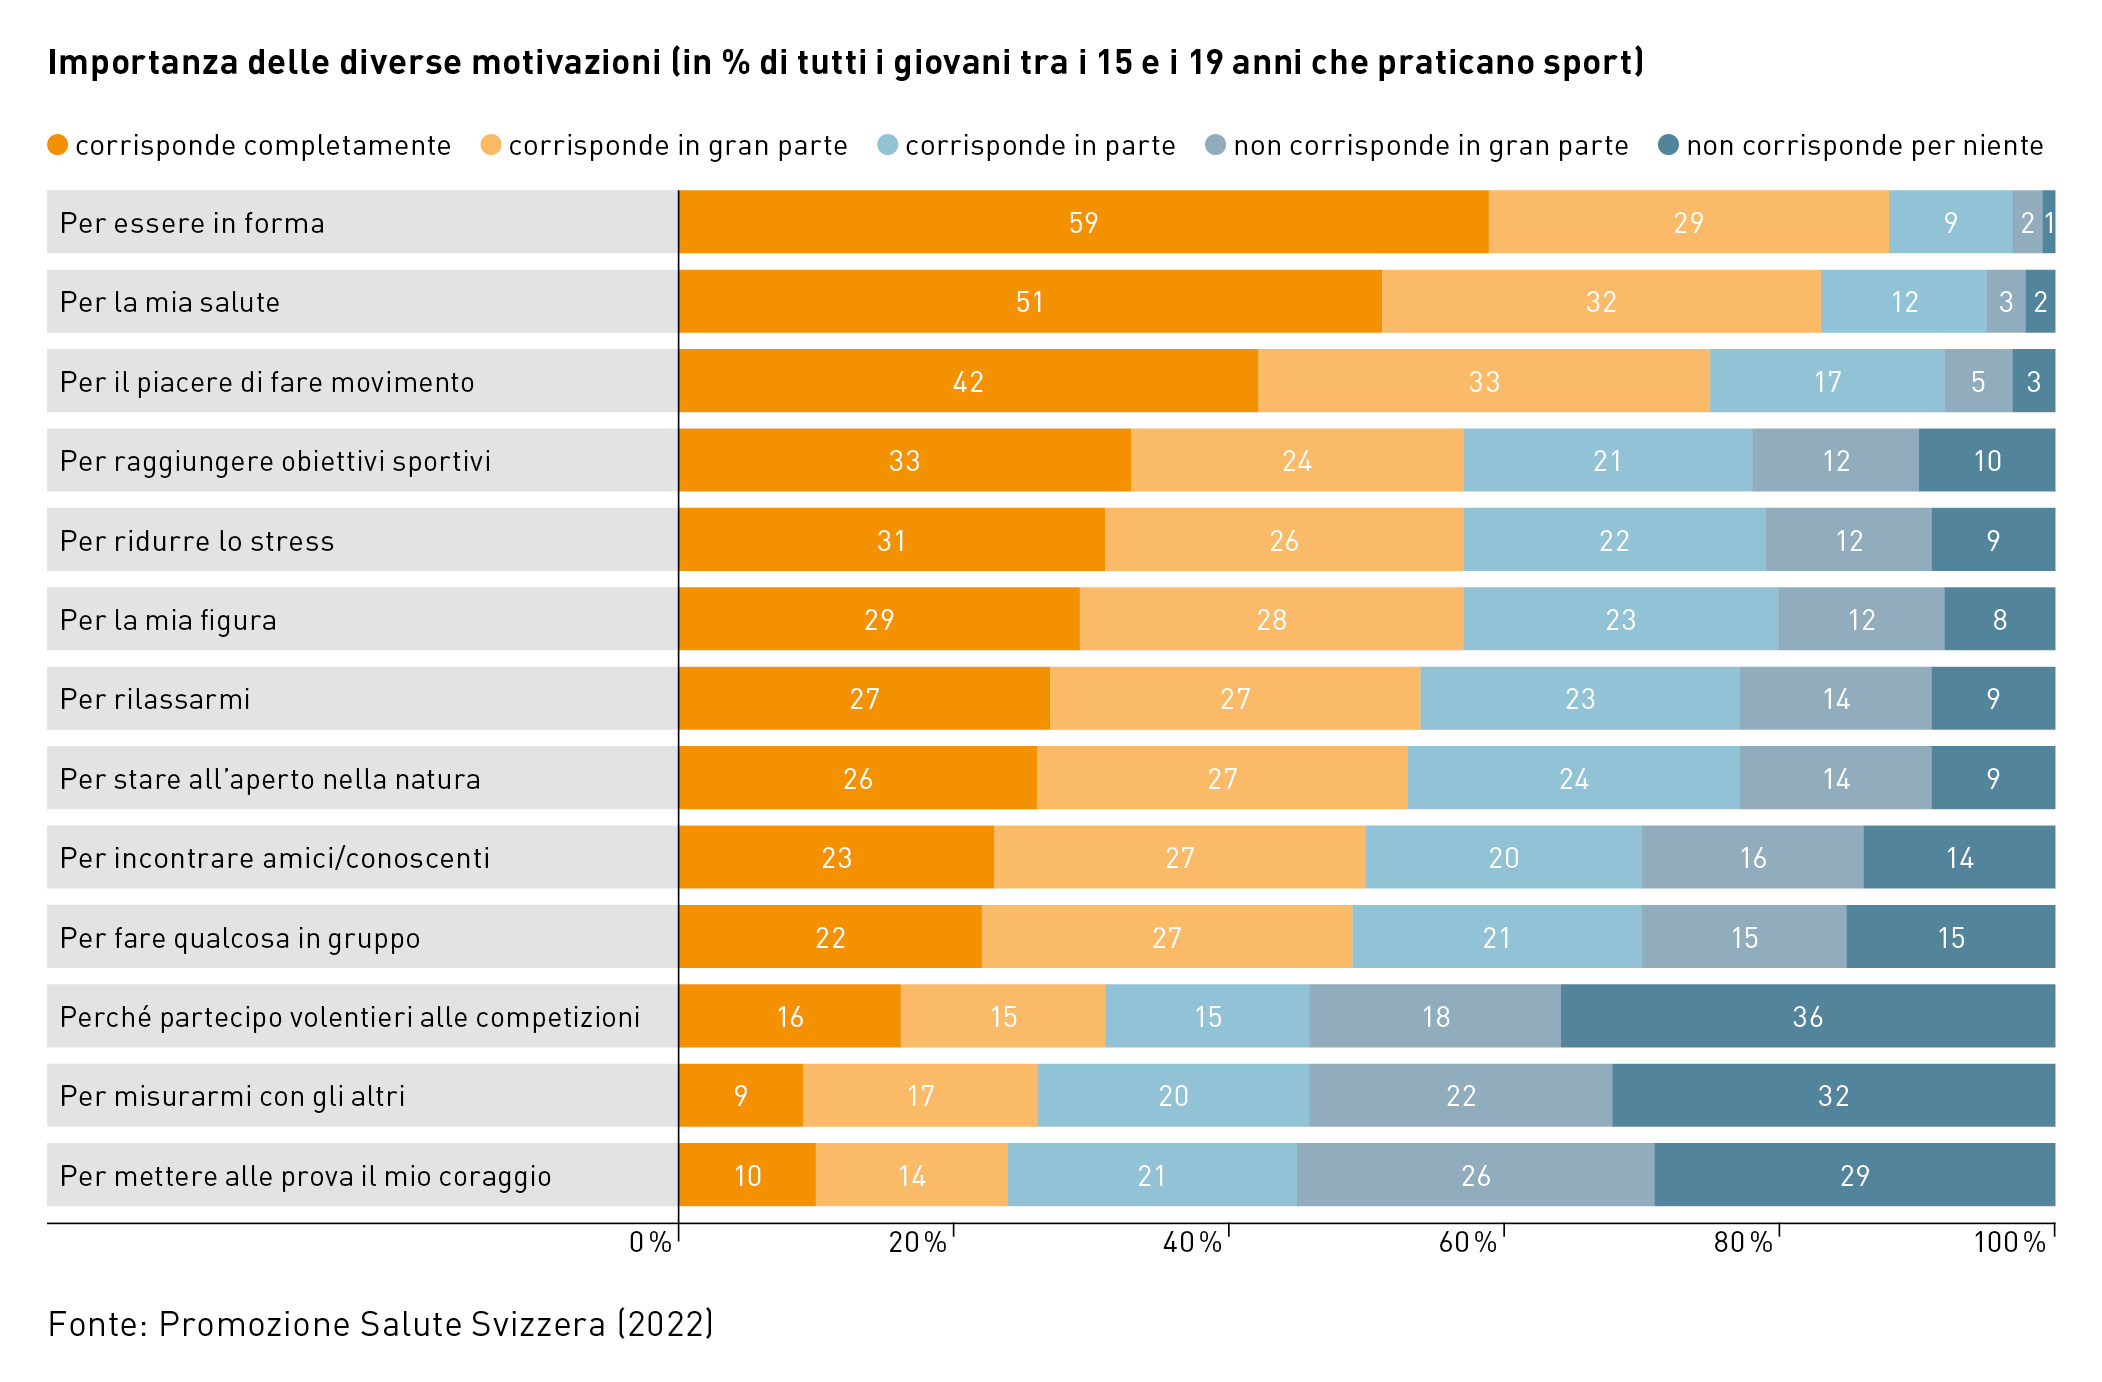 Importanza delle diverse motivazioni (in % di tutti i giovani tra i 15 e i 19 anni che praticano sport)
corrisponde completamente corrisponde in gran parte corrisponde in parte non corrisponde in gran parte non corrisponde per niente
Per essere in forma 59 29 9 2 1
Per la mia salute 51 32 12 3 2
Per il piacere di fare movimento 42 33 17 5 3
Per raggiungere obiettivi sportivi 33 24 21 12 10
Per ridurre lo stress 31 26 22 12 9
Per la mia figura 29 28 23 12 8
Per rilassarmi 27 27 23 14 9
Per stare all’aperto nella natura 26 27 24 14 9
Per incontrare amici/conoscenti 23 27 20 16 14
Per fare qualcosa in gruppo 22 27 21 15 15
Perché partecipo volentieri alle competizioni 16 15 15 18 36
Per misurarmi con gli altri 9 17 20 22 32
Per mettere alle prova il mio coraggio 10 14 21 26 29
0 % 20 % 40 % 60 % 80 % 100 %
Fonte: Promozione Salute Svizzera (2022)